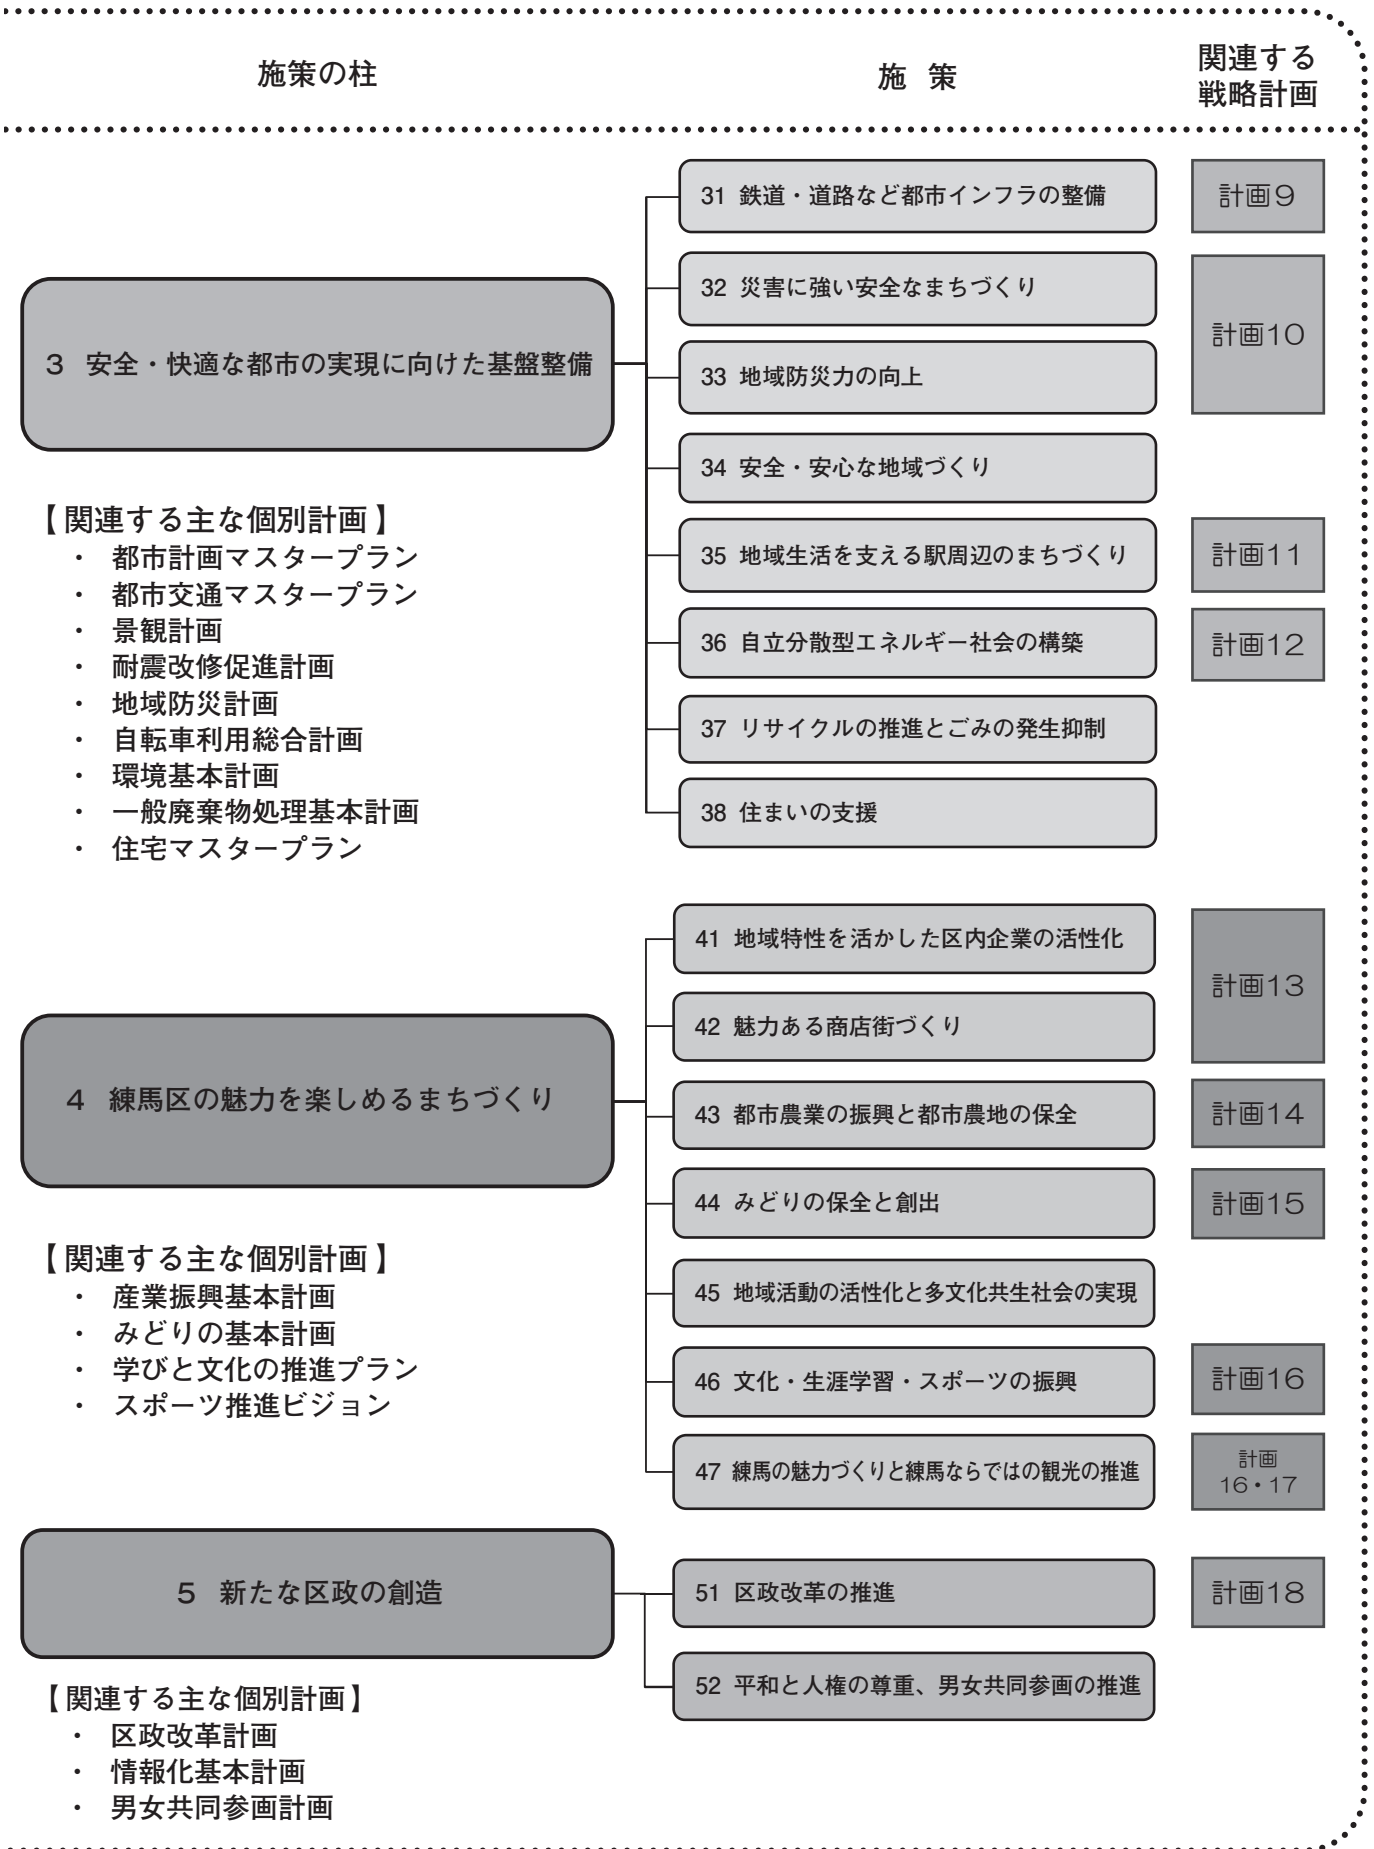 施策の柱
施 策
関連する
戦略計画
3 安全・快適な都市の実現に向けた基盤整備
31 鉄道・道路など都市インフラの整備
計画9
32 災害に強い安全なまちづくり
33 地域防災力の向上
計画10
34 安全・安心な地域づくり
35 地域生活を支える駅周辺のまちづくり
計画11
36 自立分散型エネルギー社会の構築
計画12
37 リサイクルの推進とごみの発生抑制
38 住まいの支援
【関連する主な個別計画】
・ 都市計画マスタープラン
・ 都市交通マスタープラン
・ 景観計画
・ 耐震改修促進計画
・ 地域防災計画
・ 自転車利用総合計画
・ 環境基本計画
・ 一般廃棄物処理基本計画
・ 住宅マスタープラン
4 練馬区の魅力を楽しめるまちづくり
41 地域特性を活かした区内企業の活性化
42 魅力ある商店街づくり
計画13
43 都市農業の振興と都市農地の保全
計画14
44 みどりの保全と創出
計画15
45 地域活動の活性化と多文化共生社会の実現
46 文化・生涯学習・スポーツの振興
計画16
47 練馬の魅力づくりと練馬ならではの観光の推進
計画
16・17
【関連する主な個別計画】
・ 産業振興基本計画
・ みどりの基本計画
・ 学びと文化の推進プラン
・ スポーツ推進ビジョン
5 新たな区政の創造
51 区政改革の推進
計画18
52 平和と人権の尊重、男女共同参画の推進
【関連する主な個別計画】
・ 区政改革計画
・ 情報化基本計画
・ 男女共同参画計画